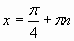 x = π/4 + πn